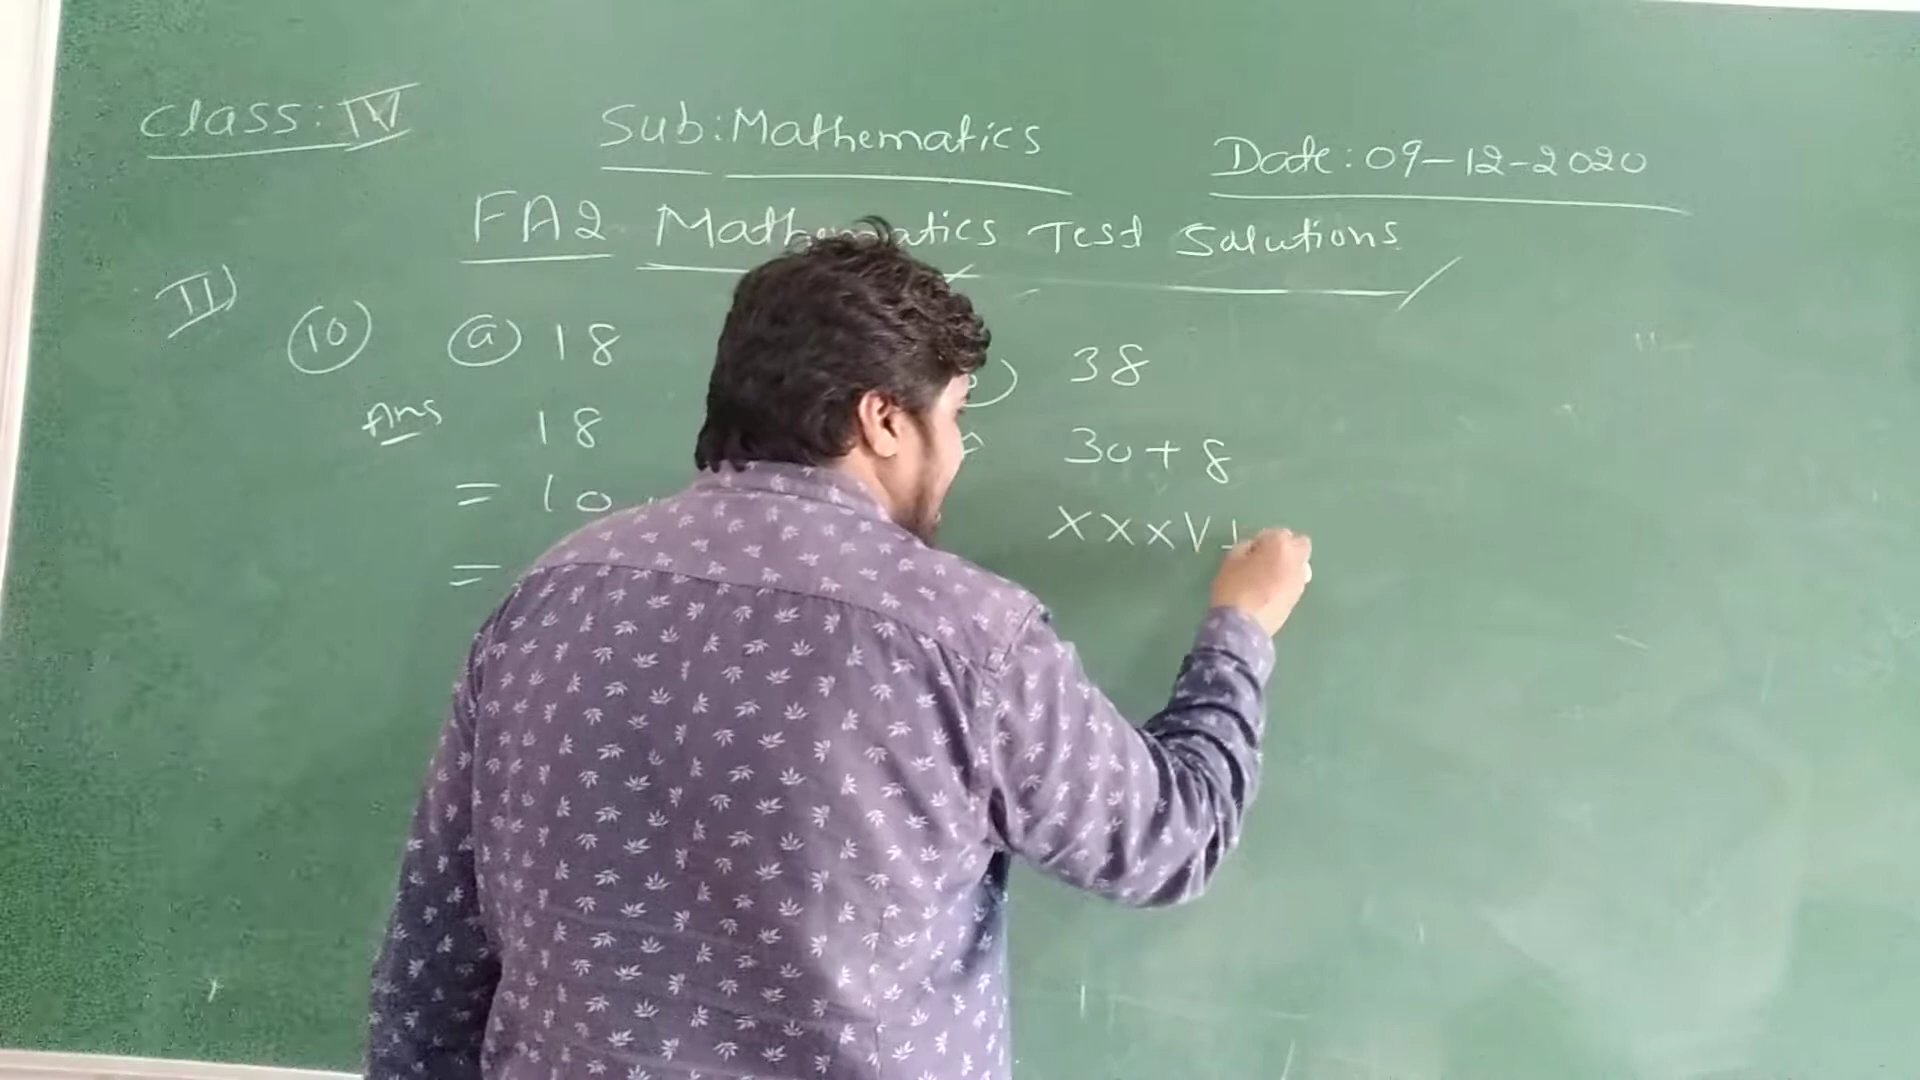 Class: IV Sub: Mathematics Date: 09-12-2020
FA2 Mathematics Test Solutions
II)
10 a 18 38
Ans 18 30 + 8
= 10 XXXVI
=